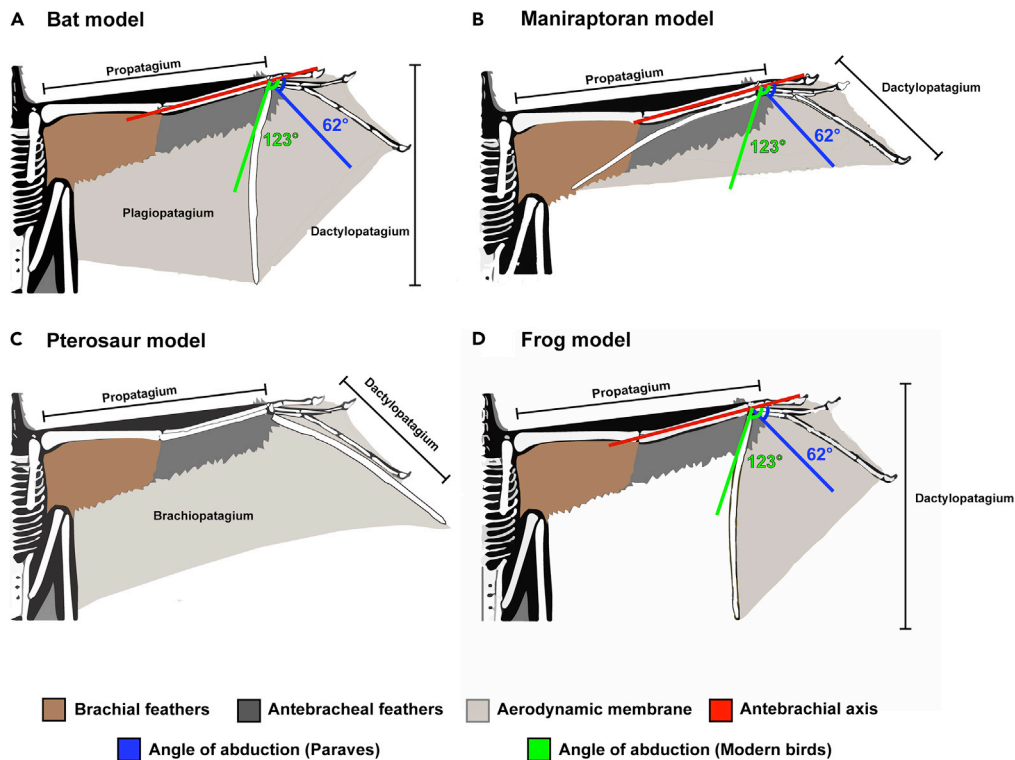 A Bat model
B Maniraptoran model
Propatagium
62°
123°
Plagiopatagium
Dactylopatagium
Propatagium
Dactylopatagium
62°
123°
C Pterosaur model
D Frog model
Propatagium
Dactylopatagium
Brachiopatagium
Propatagium
62°
123°
Dactylopatagium
Brachial feathers
Antebracheal feathers
Aerodynamic membrane
Antebrachial axis
Angle of abduction (Paraves)
Angle of abduction (Modern birds)